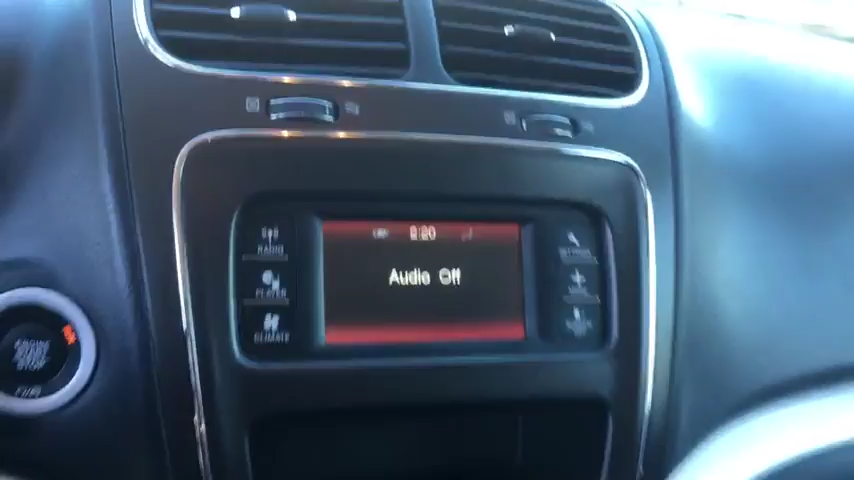 8:20
RADIO
Audio Off
PLAYER
CLIMATE
ENGINE
START
STOP